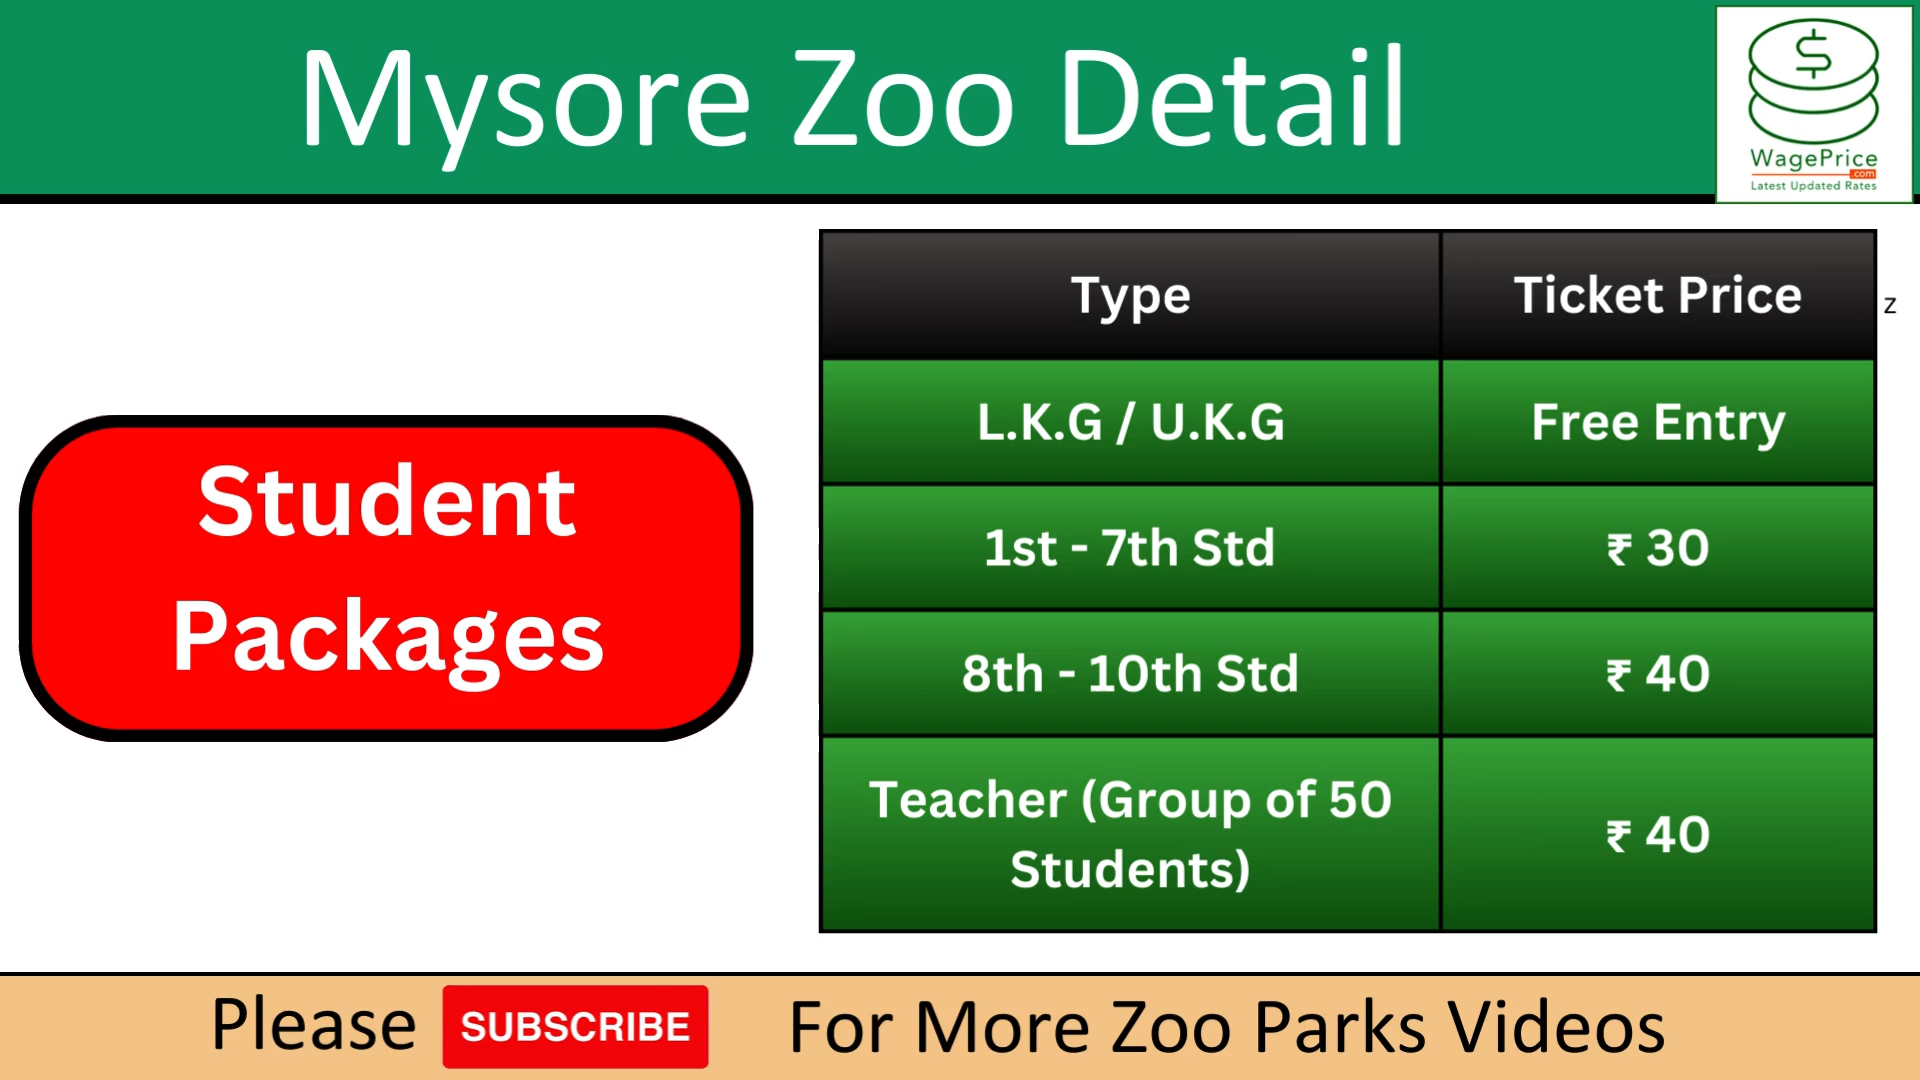 Mysore Zoo Detail
$
WagePrice
.com
Latest Updated Rates
Type Ticket Price
z
L.K.G / U.K.G Free Entry
1st - 7th Std ₹ 30
8th - 10th Std ₹ 40
Teacher (Group of 50
Students) ₹ 40
Student
Packages
Please SUBSCRIBE For More Zoo Parks Videos